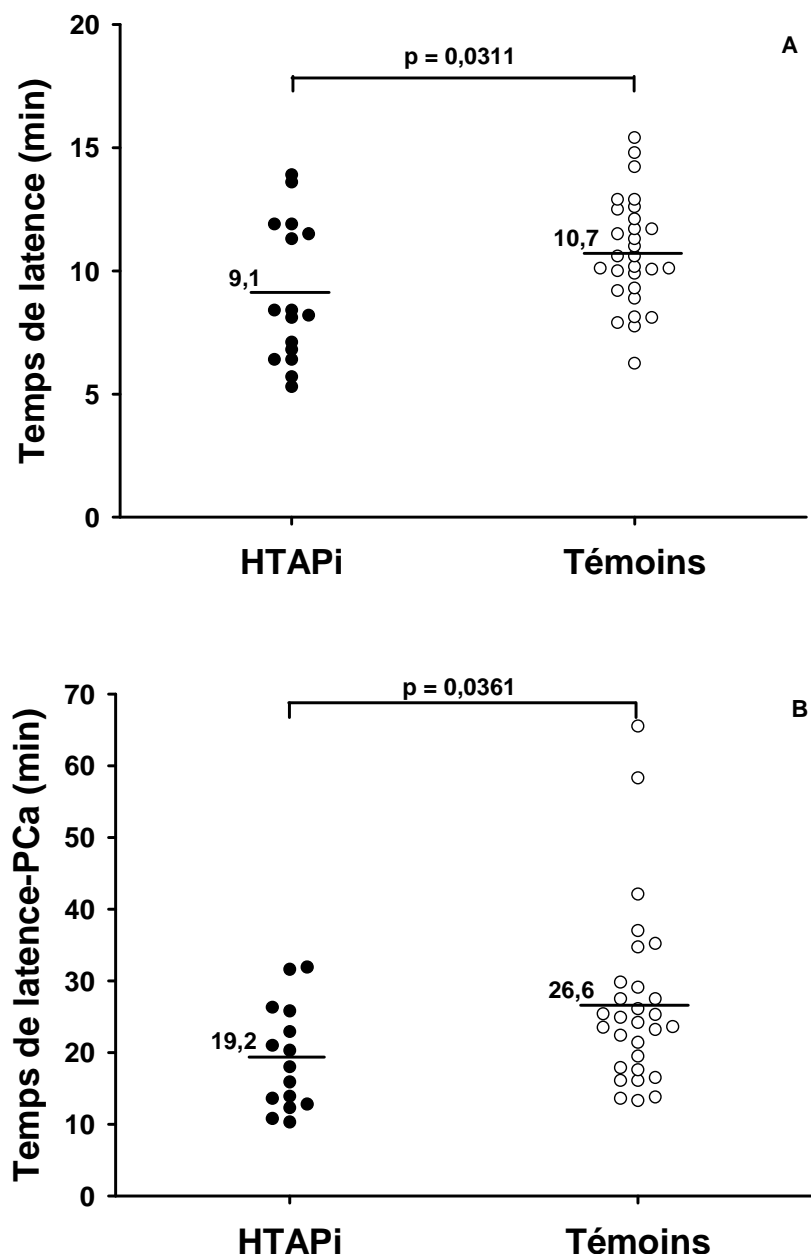 20
A
p = 0,0311
15
10,7
9,1
10
5
0
Temps de latence (min)
HTAPi
Témoins
70
p = 0,0361
B
60
50
40
30
26,6
19,2
20
10
0
Temps de latence-PCa (min)
HTAPi
Témoins